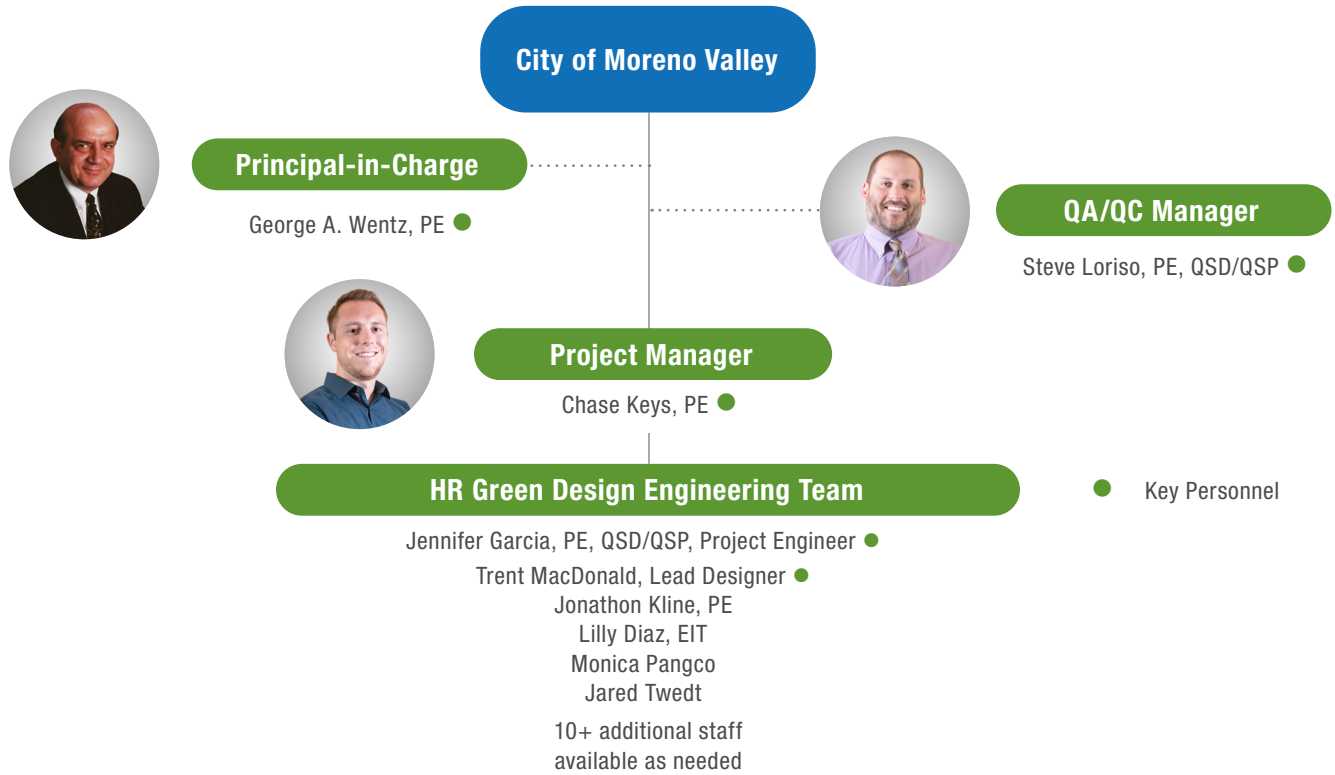 City of Moreno Valley
Principal-in-Charge
George A. Wentz, PE
QA/QC Manager
Steve Loriso, PE, QSD/QSP
Project Manager
Chase Keys, PE
HR Green Design Engineering Team
Key Personnel
Jennifer Garcia, PE, QSD/QSP, Project Engineer
Trent MacDonald, Lead Designer
Jonathon Kline, PE
Lilly Diaz, EIT
Monica Pangco
Jared Twedt
10+ additional staff
available as needed